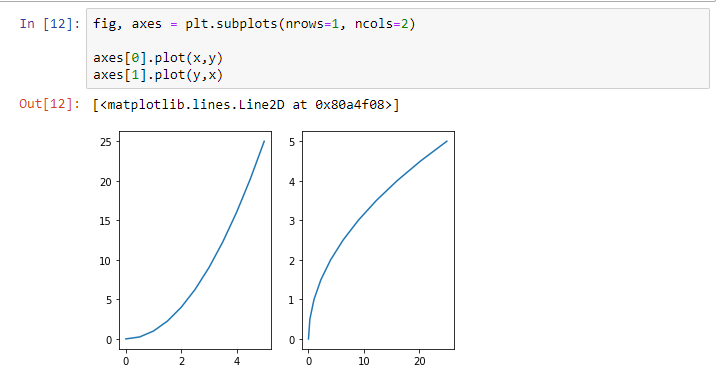 In [12]: fig, axes = plt.subplots(nrows=1, ncols=2)
axes[0].plot(x,y)
axes[1].plot(y,x)
Out[12]: [<matplotlib.lines.Line2D at 0x80a4f08>]
25
20
15
10
5
0
0 2 4
5
4
3
2
1
0
0 10 20